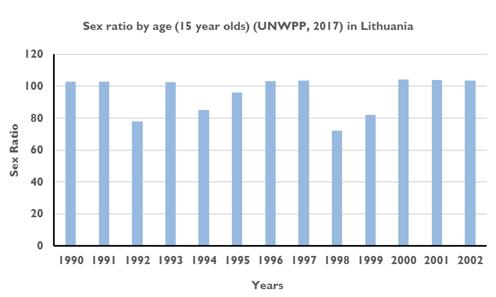 Sex ratio by age (15 year olds) (UNWPP, 2017) in Lithuania
120
100
80
60
40
20
0
Sex Ratio
1990 1991 1992 1993 1994 1995 1996 1997 1998 1999 2000 2001 2002
Years